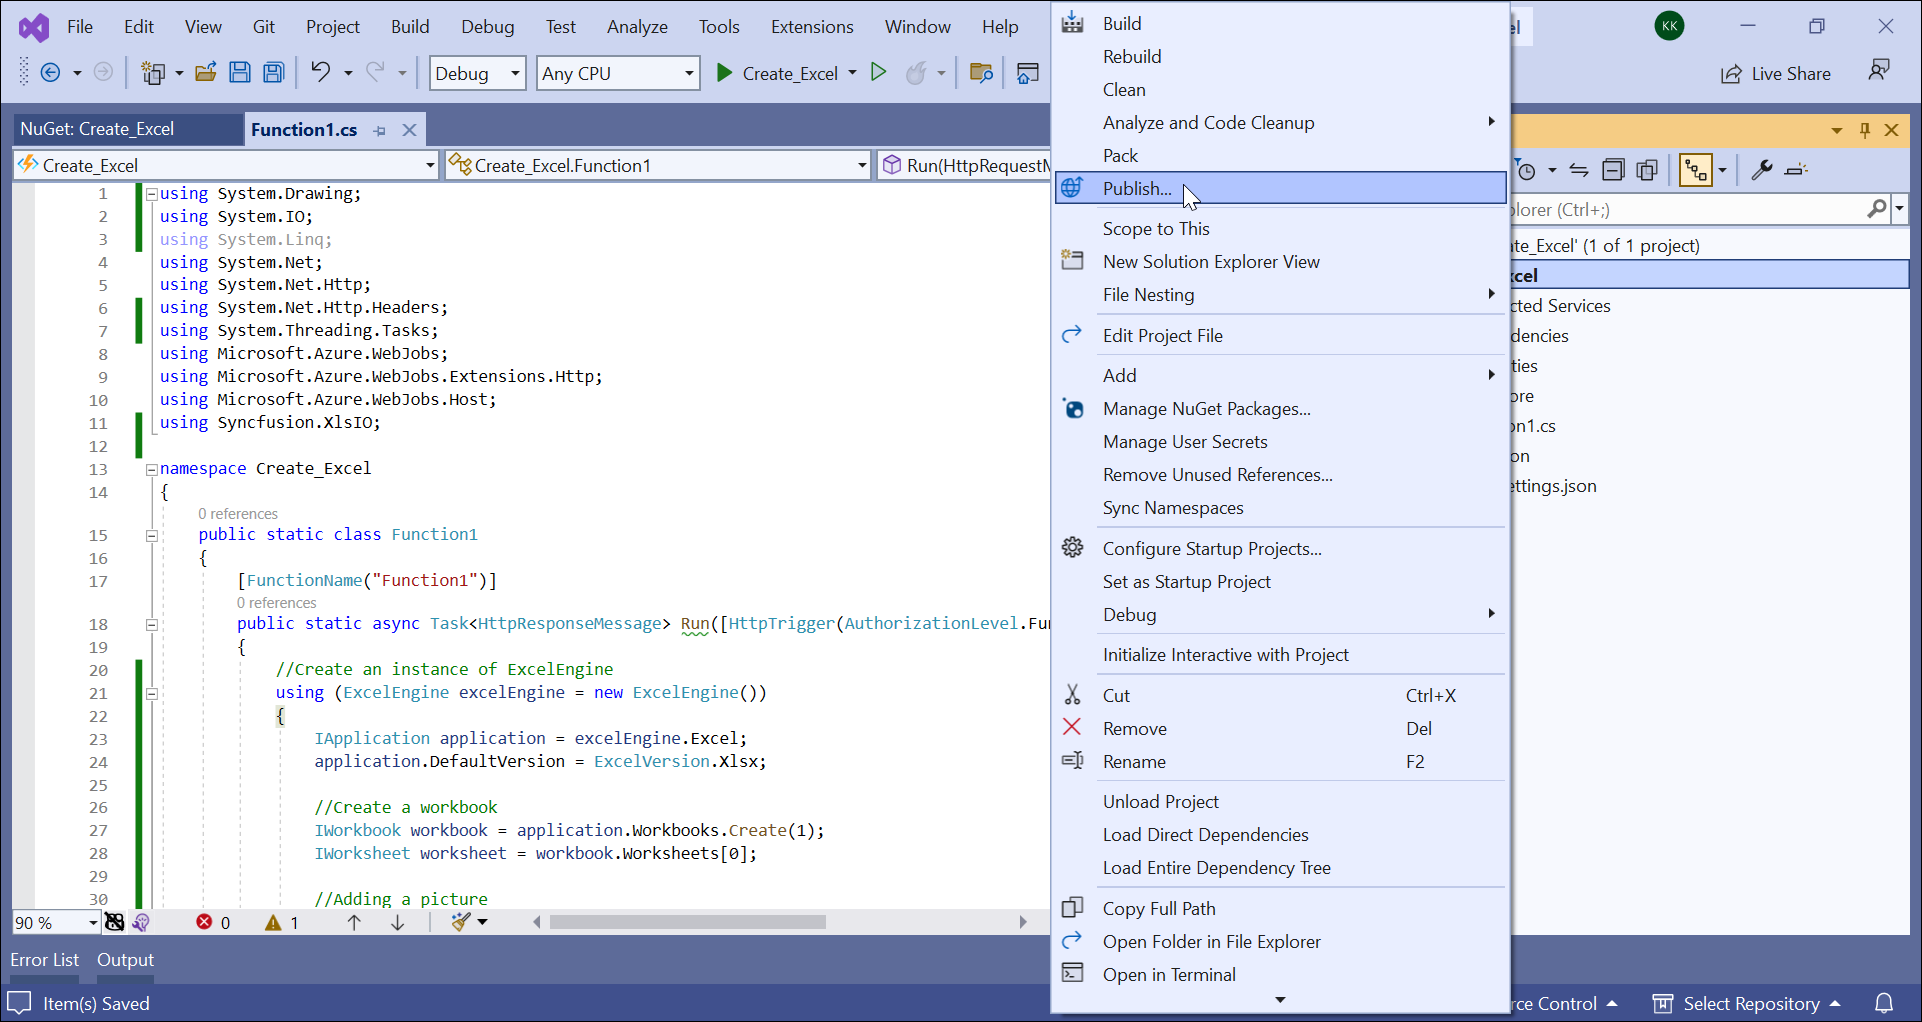 File Edit View Git Project Build Debug Test Analyze Tools Extensions Window Help
KK
Debug Any CPU Create_Excel
Live Share
NuGet: Create_Excel Function1.cs
Create_Excel Create_Excel.Function1 Run(HttpRequestM
1 using System.Drawing;
2 using System.IO;
3 using System.Linq;
4 using System.Net;
5 using System.Net.Http;
6 using System.Net.Http.Headers;
7 using System.Threading.Tasks;
8 using Microsoft.Azure.WebJobs;
9 using Microsoft.Azure.WebJobs.Extensions.Http;
10 using Microsoft.Azure.WebJobs.Host;
11 using Syncfusion.XlsIO;
12
13 namespace Create_Excel
14 {
0 references
15 public static class Function1
16 {
17 [FunctionName("Function1")]
0 references
18 public static async Task<HttpResponseMessage> Run([HttpTrigger(AuthorizationLevel.Fu
19 {
20 //Create an instance of ExcelEngine
21 using (ExcelEngine excelEngine = new ExcelEngine())
22 {
23 IApplication application = excelEngine.Excel;
24 application.DefaultVersion = ExcelVersion.Xlsx;
25
26 //Create a workbook
27 IWorkbook workbook = application.Workbooks.Create(1);
28 IWorksheet worksheet = workbook.Worksheets[0];
29
30 //Adding a picture
90 % 0 1
Error List Output
Item(s) Saved
Build
Rebuild
Clean
Analyze and Code Cleanup
Pack
Publish...
Scope to This
New Solution Explorer View
File Nesting
Edit Project File
Add
Manage NuGet Packages...
Manage User Secrets
Remove Unused References...
Sync Namespaces
Configure Startup Projects...
Set as Startup Project
Debug
Initialize Interactive with Project
Cut Ctrl+X
Remove Del
Rename F2
Unload Project
Load Direct Dependencies
Load Entire Dependency Tree
Copy Full Path
Open Folder in File Explorer
Open in Terminal
lorer (Ctrl+;)
te_Excel' (1 of 1 project)
cel
cted Services
dencies
ties
ore
on1.cs
on
ettings.json
rce Control Select Repository